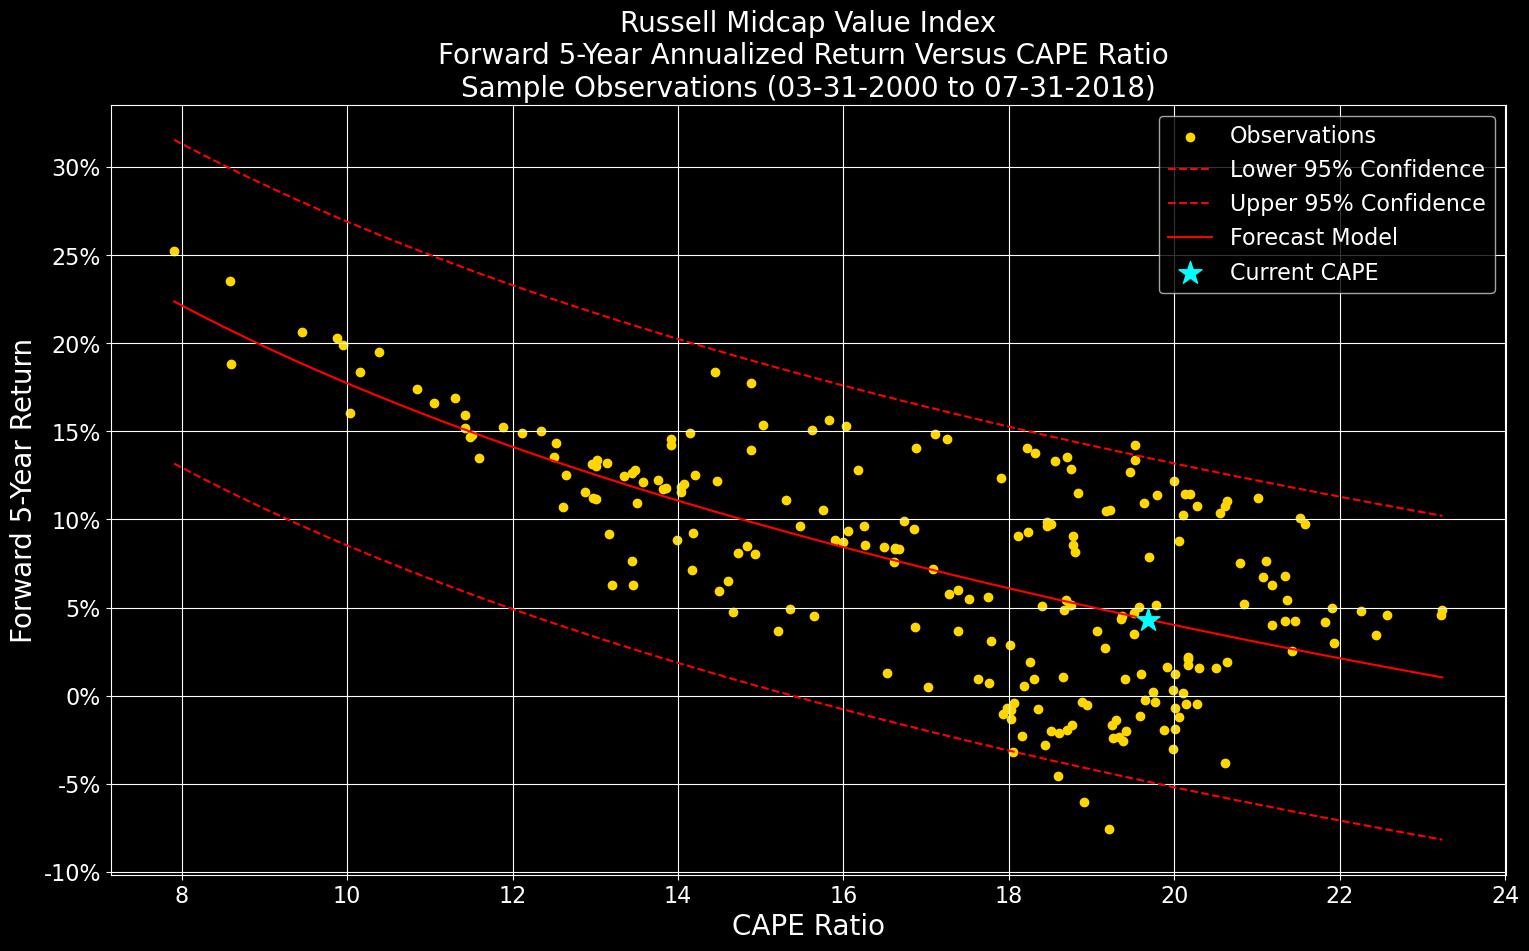 Russell Midcap Value Index
Forward 5-Year Annualized Return Versus CAPE Ratio
Sample Observations (03-31-2000 to 07-31-2018)
Observations
Lower 95% Confidence
Upper 95% Confidence
Forecast Model
Current CAPE
Forward 5-Year Return
30%
25%
20%
15%
10%
5%
0%
-5%
-10%
8 10 12 14 16 18 20 22 24
CAPE Ratio